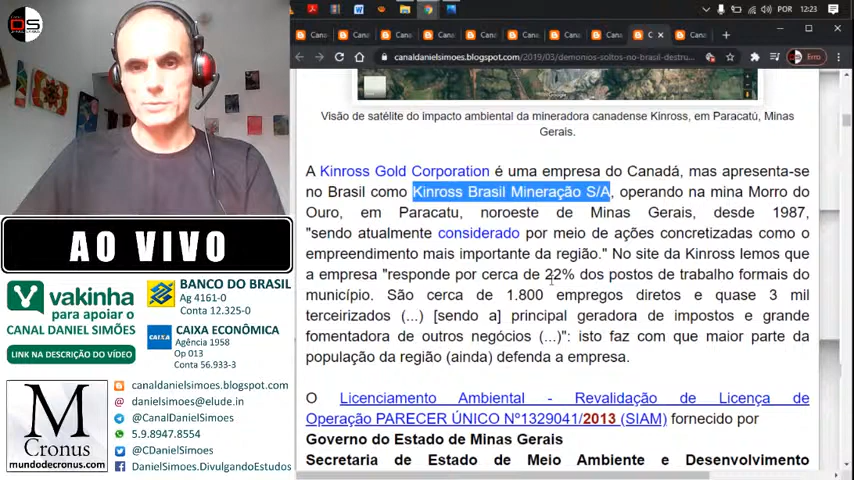 POR 12:23
canaldanielsimoes.blogspot.com/2019/03/demonios-soltos-no-brasil-destru...
Erro
Visão de satélite do impacto ambiental da mineradora canadense Kinross, em Paracatú, Minas
Gerais.
A Kinross Gold Corporation é uma empresa do Canadá, mas apresenta-se
no Brasil como Kinross Brasil Mineração S/A, operando na mina Morro do
Ouro, em Paracatu, noroeste de Minas Gerais, desde 1987,
"sendo atualmente considerado por meio de ações concretizadas como o
empreendimento mais importante da região." No site da Kinross lemos que
a empresa "responde por cerca de 22% dos postos de trabalho formais do
município. São cerca de 1.800 empregos diretos e quase 3 mil
terceirizados (...) [sendo a] principal geradora de impostos e grande
fomentadora de outros negócios (...)": isto faz com que maior parte da
população da região (ainda) defenda a empresa.
O Licenciamento Ambiental - Revalidação de Licença de
Operação PARECER ÚNICO Nº1329041/2013 (SIAM) fornecido por
Governo do Estado de Minas Gerais
Secretaria de Estado de Meio Ambiente e Desenvolvimento
AO VIVO
vakinha
para apoiar o
CANAL DANIEL SIMÕES
LINK NA DESCRIÇÃO DO VÍDEO
BANCO DO BRASIL
Ag 4161-0
Conta 12.325-0
CAIXA
CAIXA ECONÔMICA
Agência 1958
Op 013
Conta 56.933-3
M
Cronus
mundodecronus.com
canaldanielsimoes.blogspot.com
danielsimoes@elude.in
@CanalDanielSimoes
5.9.8947.8554
@CDanielSimoes
DanielSimoes.DivulgandoEstudos